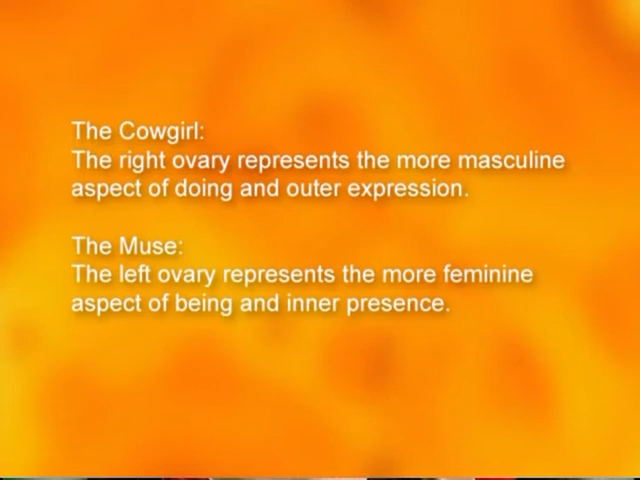 The Cowgirl:
The right ovary represents the more masculine
aspect of doing and outer expression.
The Muse:
The left ovary represents the more feminine
aspect of being and inner presence.